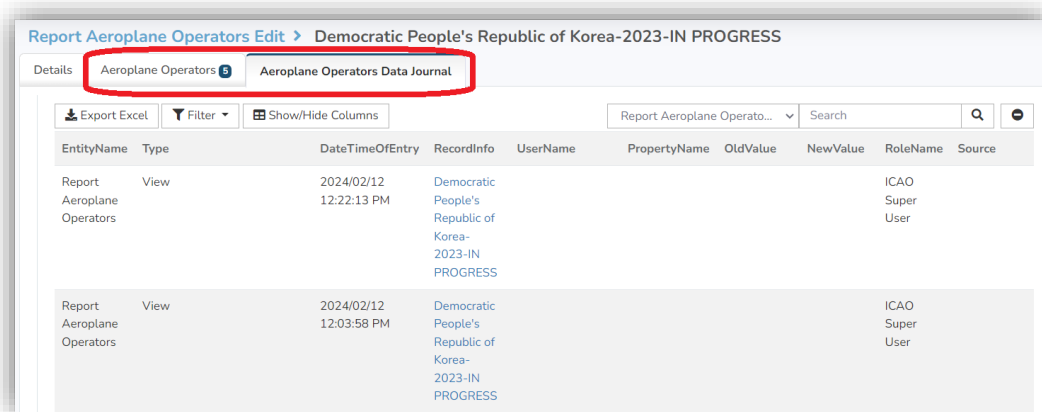 Report Aeroplane Operators Edit > Democratic People's Republic of Korea-2023-IN PROGRESS
Details Aeroplane Operators 5 Aeroplane Operators Data Journal
Export Excel Filter Show/Hide Columns Report Aeroplane Operato... Search
EntityName Type DateTimeOfEntry RecordInfo UserName PropertyName OldValue NewValue RoleName Source
Report View 2024/02/12 Democratic ICAO
Aeroplane 12:22:13 PM People's Super
Operators Republic of User
Korea-
2023-IN
PROGRESS
Report View 2024/02/12 Democratic ICAO
Aeroplane 12:03:58 PM People's Super
Operators Republic of User
Korea-
2023-IN
PROGRESS